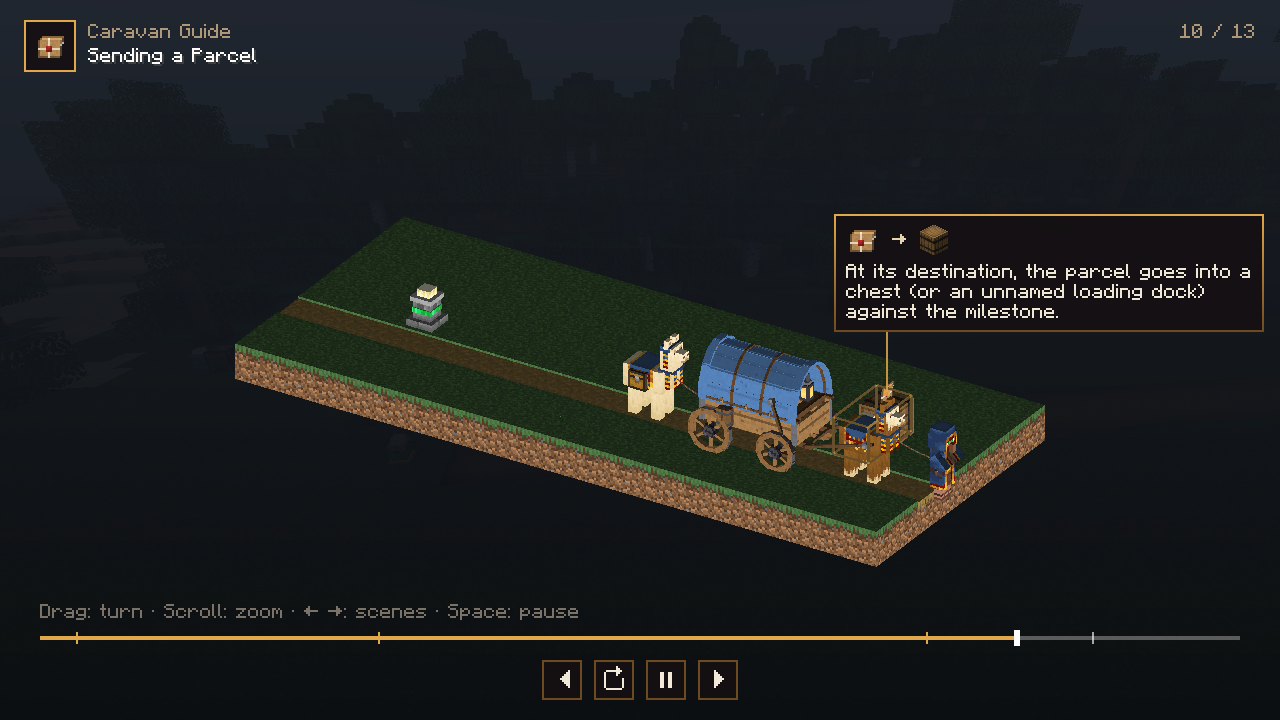 Caravan Guide
Sending a Parcel
10 / 13
At its destination, the parcel goes into a
chest (or an unnamed loading dock)
against the milestone.
Drag: turn · Scroll: zoom · ← →: scenes · Space: pause